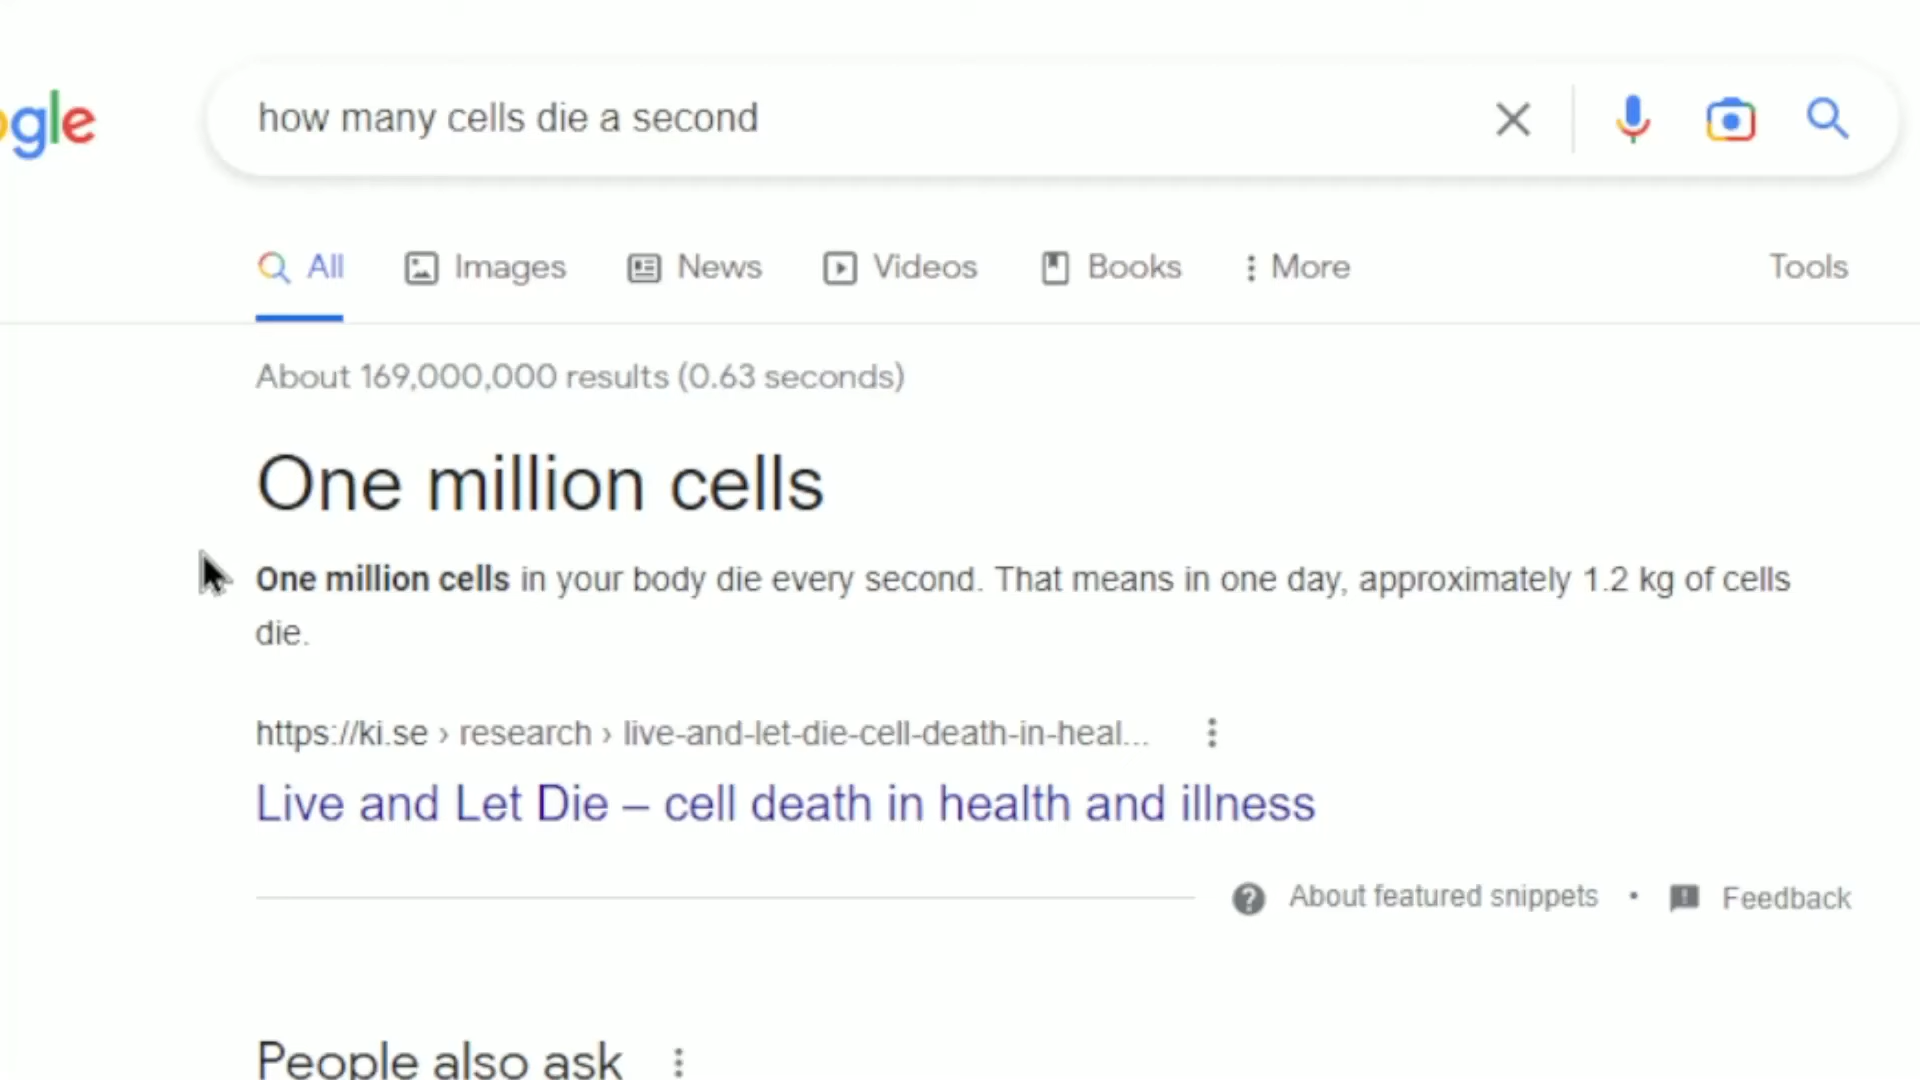 ogle
how many cells die a second
All Images News Videos Books More Tools
About 169,000,000 results (0.63 seconds)
One million cells
One million cells in your body die every second. That means in one day, approximately 1.2 kg of cells
die.
https://ki.se › research › live-and-let-die-cell-death-in-heal...
Live and Let Die – cell death in health and illness
About featured snippets • Feedback
People also ask